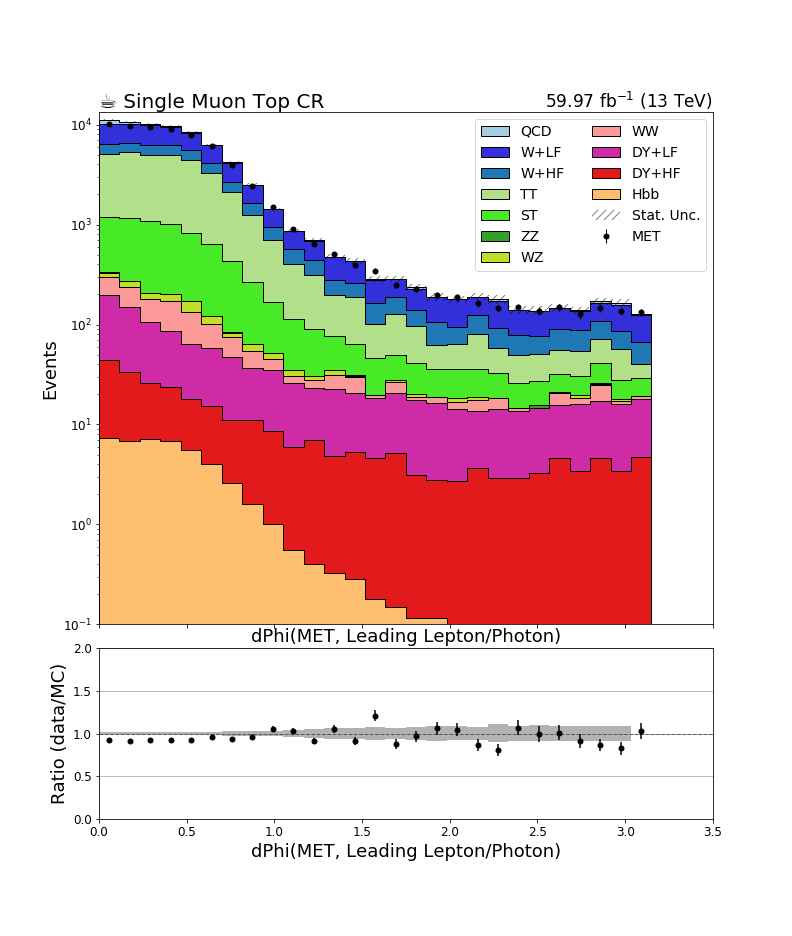 ☕ Single Muon Top CR
59.97 fb⁻¹ (13 TeV)
QCD
W+LF
W+HF
TT
ST
ZZ
WZ
WW
DY+LF
DY+HF
Hbb
Stat. Unc.
MET
Events
10⁴
10³
10²
10¹
10⁰
10⁻¹
dPhi(MET, Leading Lepton/Photon)
Ratio (data/MC)
2.0
1.5
1.0
0.5
0.0
0.0 0.5 1.0 1.5 2.0 2.5 3.0 3.5
dPhi(MET, Leading Lepton/Photon)